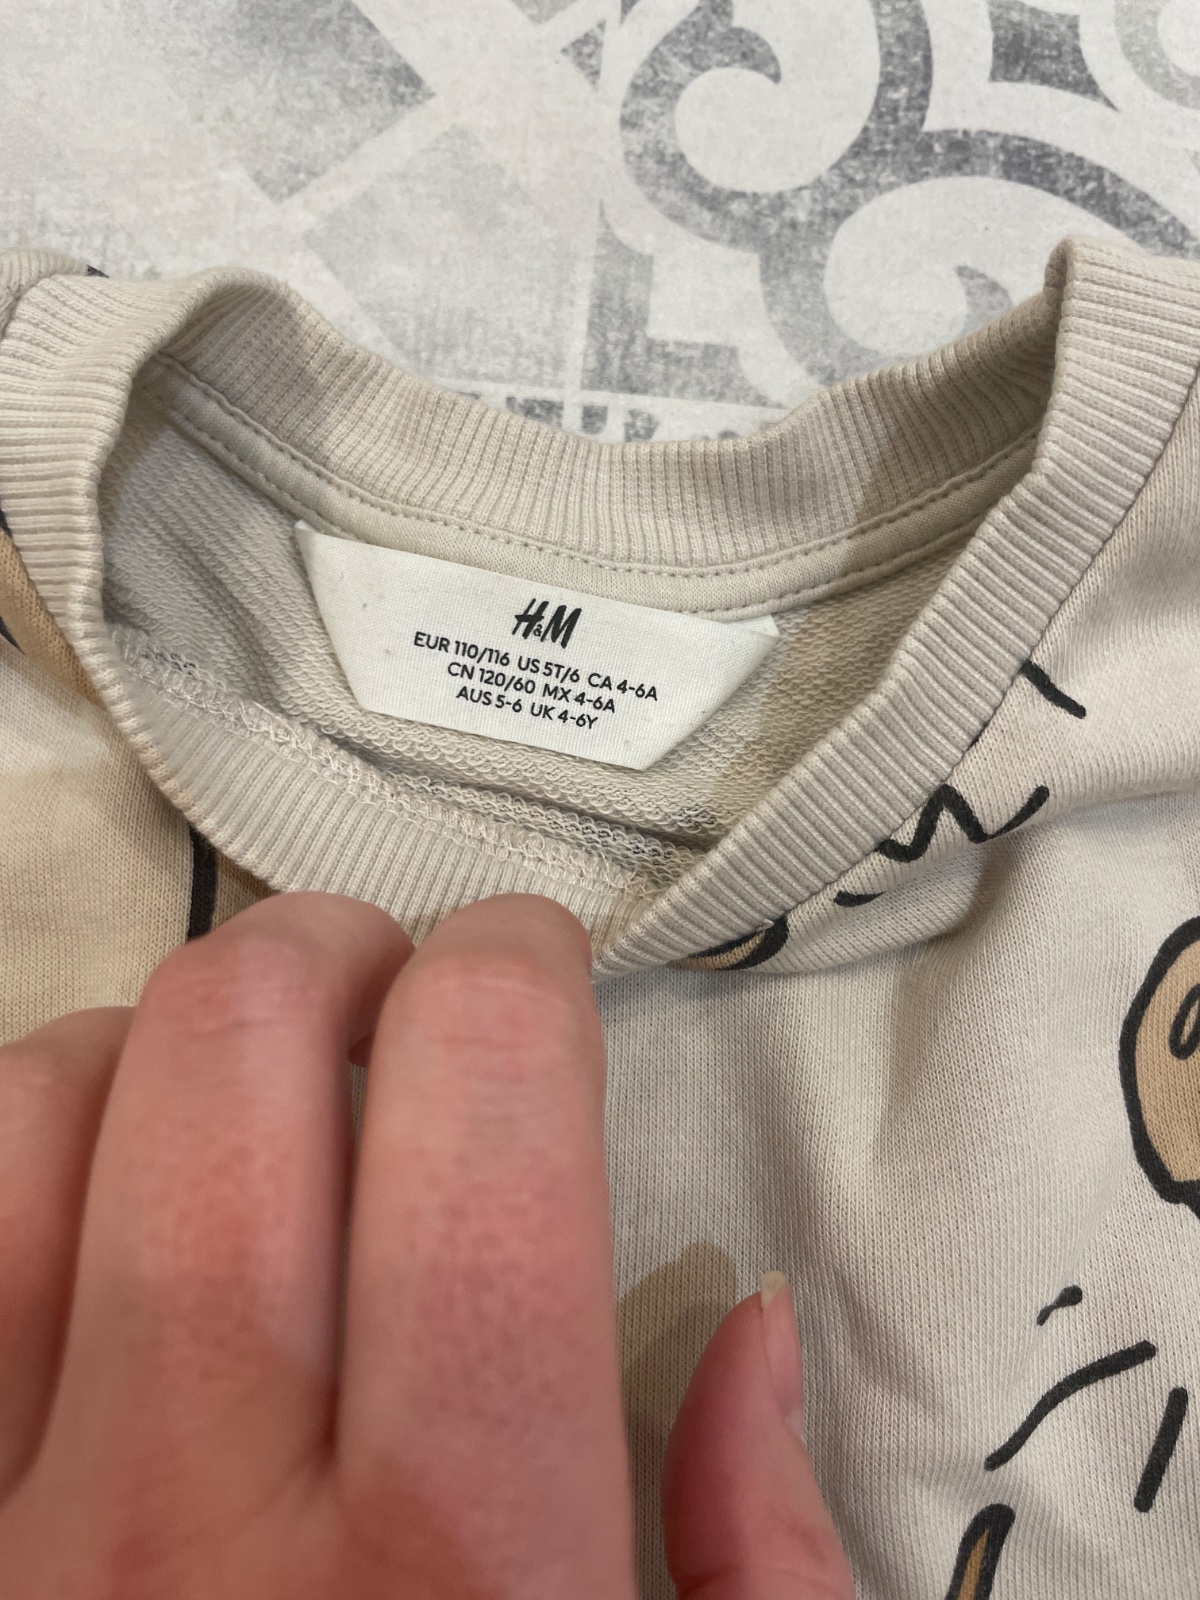 H&M
EUR 110/116 US 5T/6 CA 4-6A
CN 120/60 MX 4-6A
AUS 5-6 UK 4-6Y